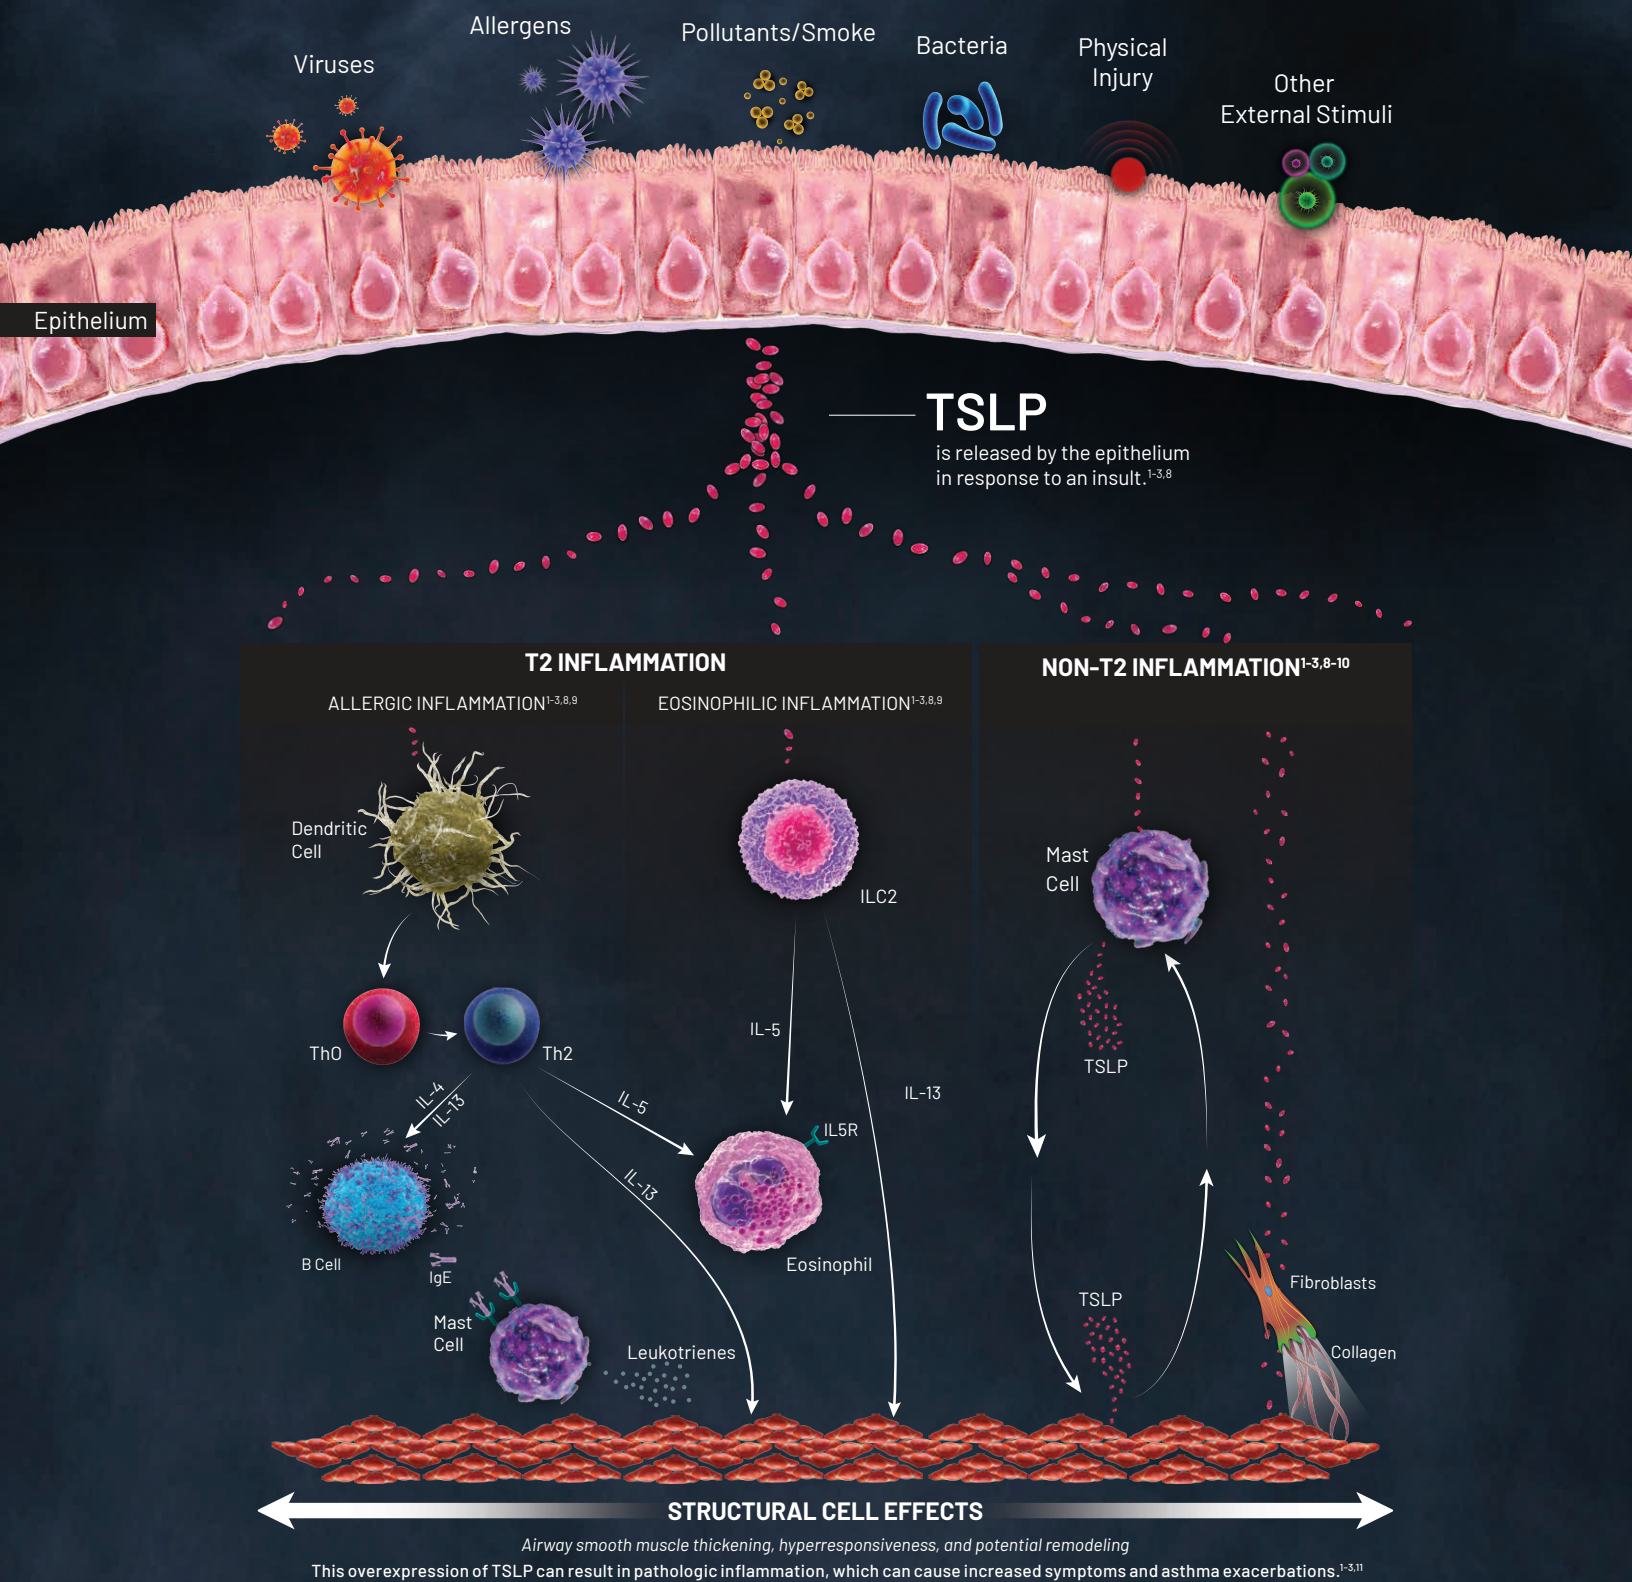 Viruses
Allergens
Pollutants/Smoke
Bacteria
Physical
Injury
Other
External Stimuli
Epithelium
TSLP
is released by the epithelium
in response to an insult.1-3,8
T2 INFLAMMATION
ALLERGIC INFLAMMATION1-3,8,9
EOSINOPHILIC INFLAMMATION1-3,8,9
NON-T2 INFLAMMATION1-3,8-10
Dendritic
Cell
Th0
Th2
IL-4
IL-13
B Cell
IgE
Mast
Cell
Leukotrienes
IL-5
IL-13
ILC2
IL-5
IL-13
IL5R
Eosinophil
Mast
Cell
TSLP
TSLP
Fibroblasts
Collagen
STRUCTURAL CELL EFFECTS
Airway smooth muscle thickening, hyperresponsiveness, and potential remodeling
This overexpression of TSLP can result in pathologic inflammation, which can cause increased symptoms and asthma exacerbations.1-3,11